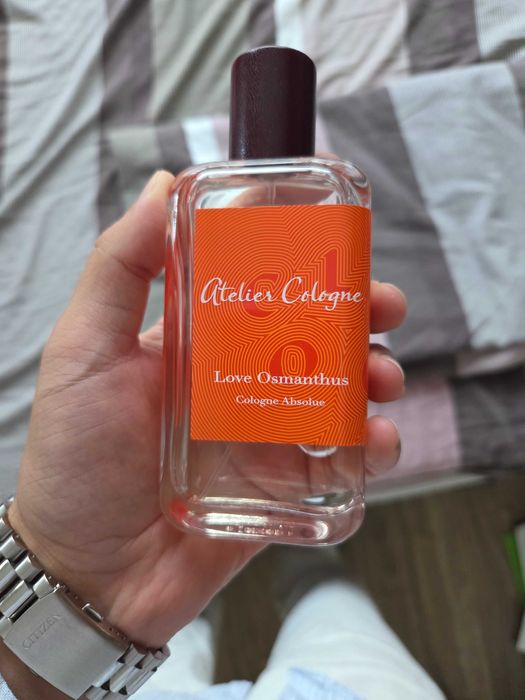 Atelier Cologne
Love Osmanthus
Cologne Absolue
CITIZEN